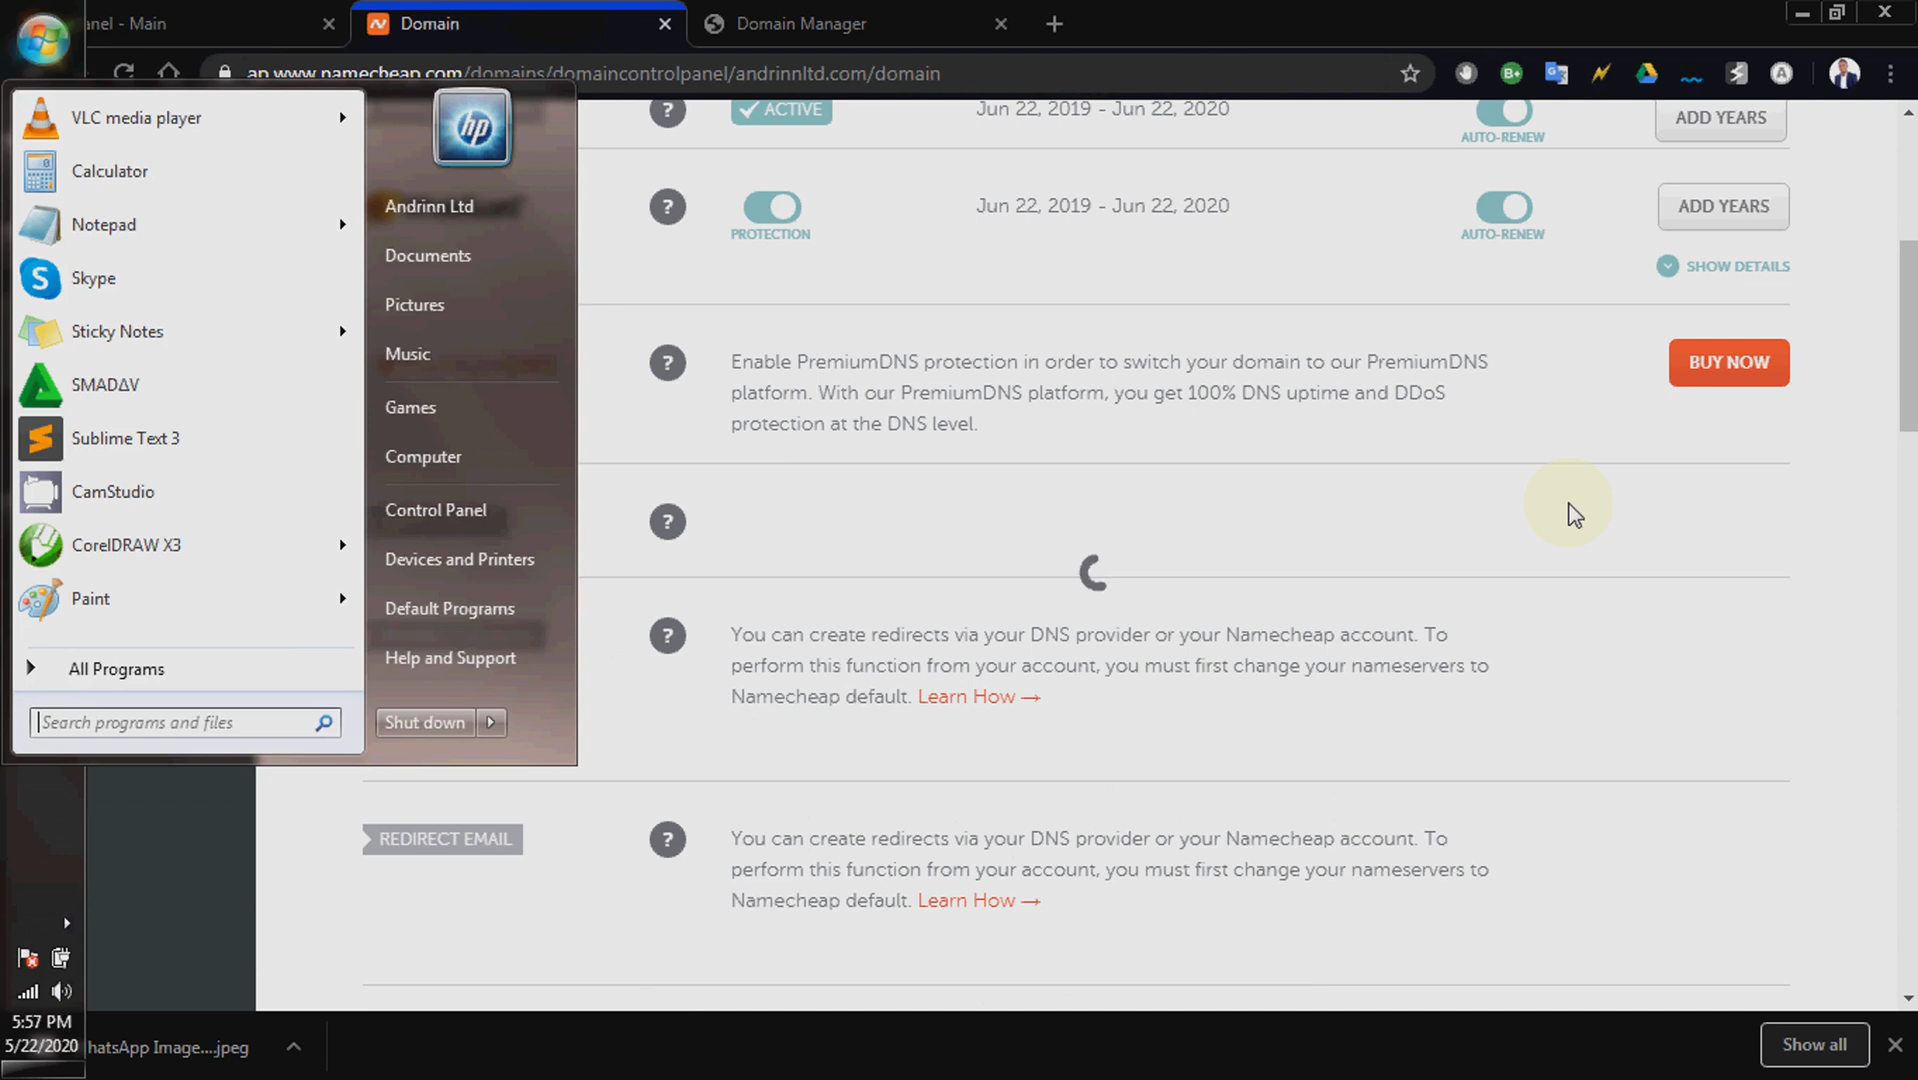 anel - Main
Domain
Domain Manager
ap.www.namecheap.com/domains/domaincontrolpanel/andrinnltd.com/domain
VLC media player
Calculator
Notepad
Skype
Sticky Notes
SMADΔV
Sublime Text 3
CamStudio
CorelDRAW X3
Paint
All Programs
Search programs and files
hp
Andrinn Ltd
Documents
Pictures
Music
Games
Computer
Control Panel
Devices and Printers
Default Programs
Help and Support
Shut down
? ACTIVE Jun 22, 2019 - Jun 22, 2020 AUTO-RENEW ADD YEARS
? PROTECTION Jun 22, 2019 - Jun 22, 2020 AUTO-RENEW ADD YEARS
SHOW DETAILS
? Enable PremiumDNS protection in order to switch your domain to our PremiumDNS
platform. With our PremiumDNS platform, you get 100% DNS uptime and DDoS
protection at the DNS level.
BUY NOW
?
? You can create redirects via your DNS provider or your Namecheap account. To
perform this function from your account, you must first change your nameservers to
Namecheap default. Learn How →
REDIRECT EMAIL
? You can create redirects via your DNS provider or your Namecheap account. To
perform this function from your account, you must first change your nameservers to
Namecheap default. Learn How →
5:57 PM
5/22/2020
hatsApp Image....jpeg
Show all